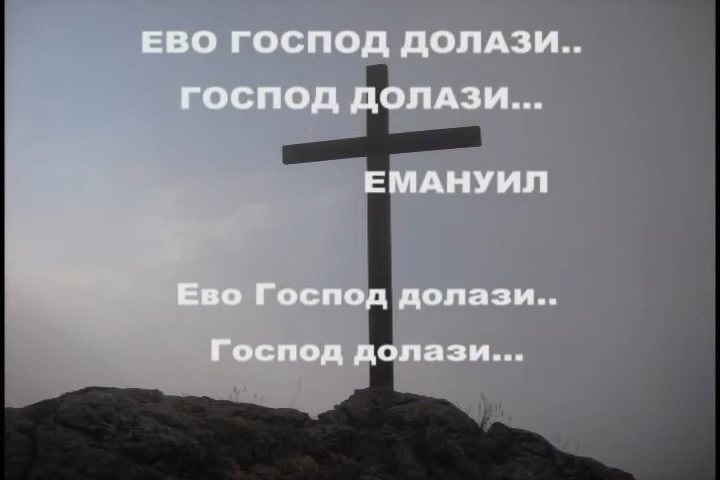 ЕВО ГОСПОД ДОЛАЗИ..
ГОСПОД ДОЛАЗИ...
ЕМАНУИЛ
Ево Господ долази..
Господ долази...